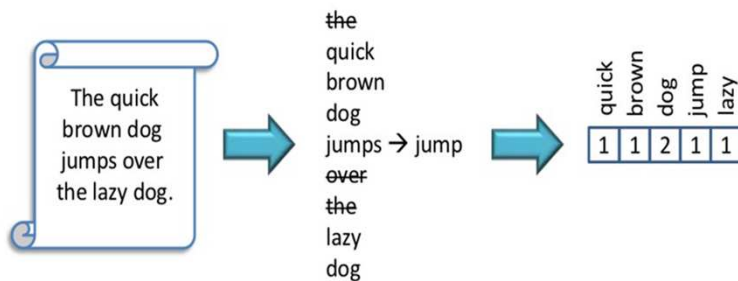 The quick
brown dog
jumps over
the lazy dog.
the
quick
brown
dog
jumps → jump
over
the
lazy
dog
quick brown dog jump lazy
1 1 2 1 1